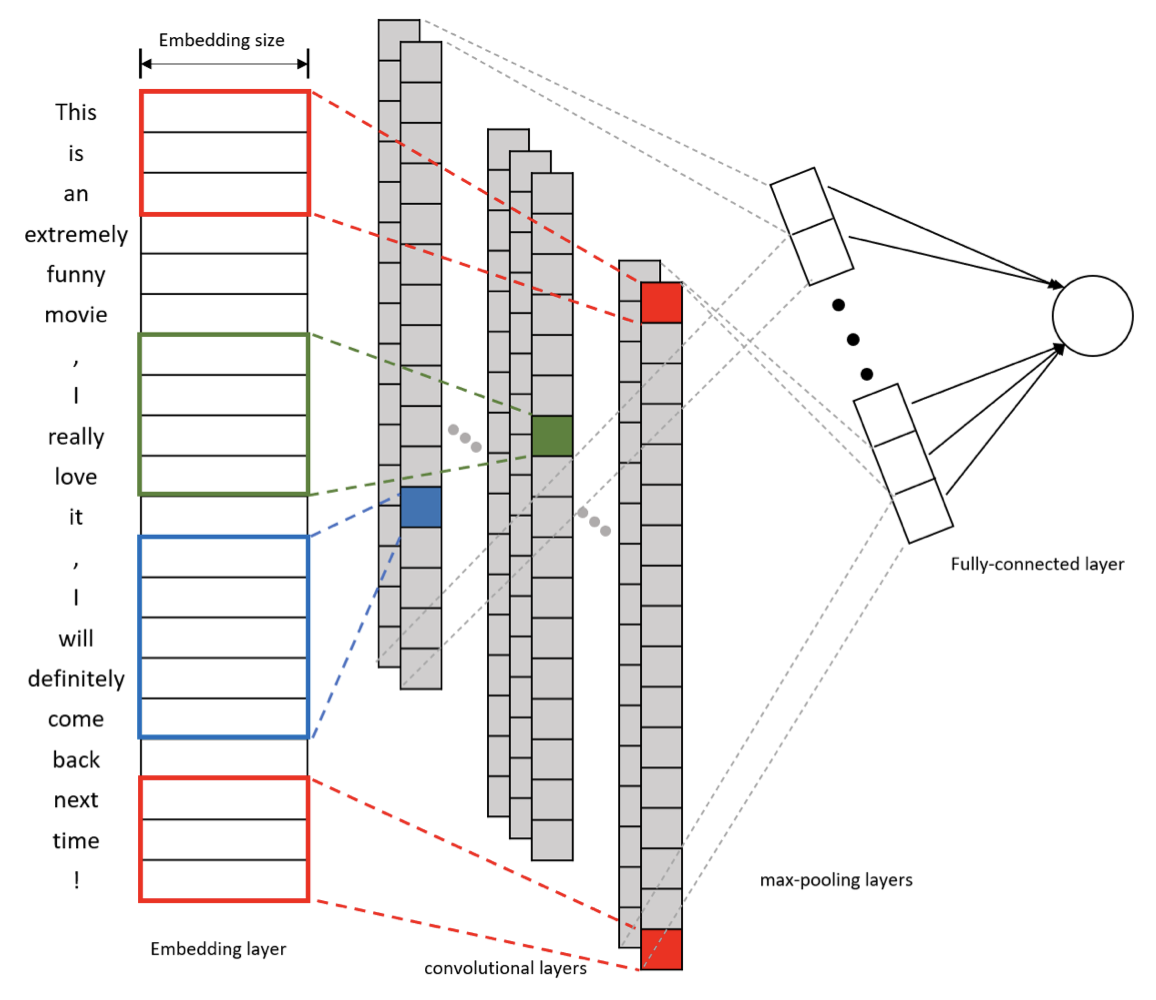 Embedding size
This
is
an
extremely
funny
movie
,
I
really
love
it
,
I
will
definitely
come
back
next
time
!
Embedding layer
convolutional layers
max-pooling layers
Fully-connected layer